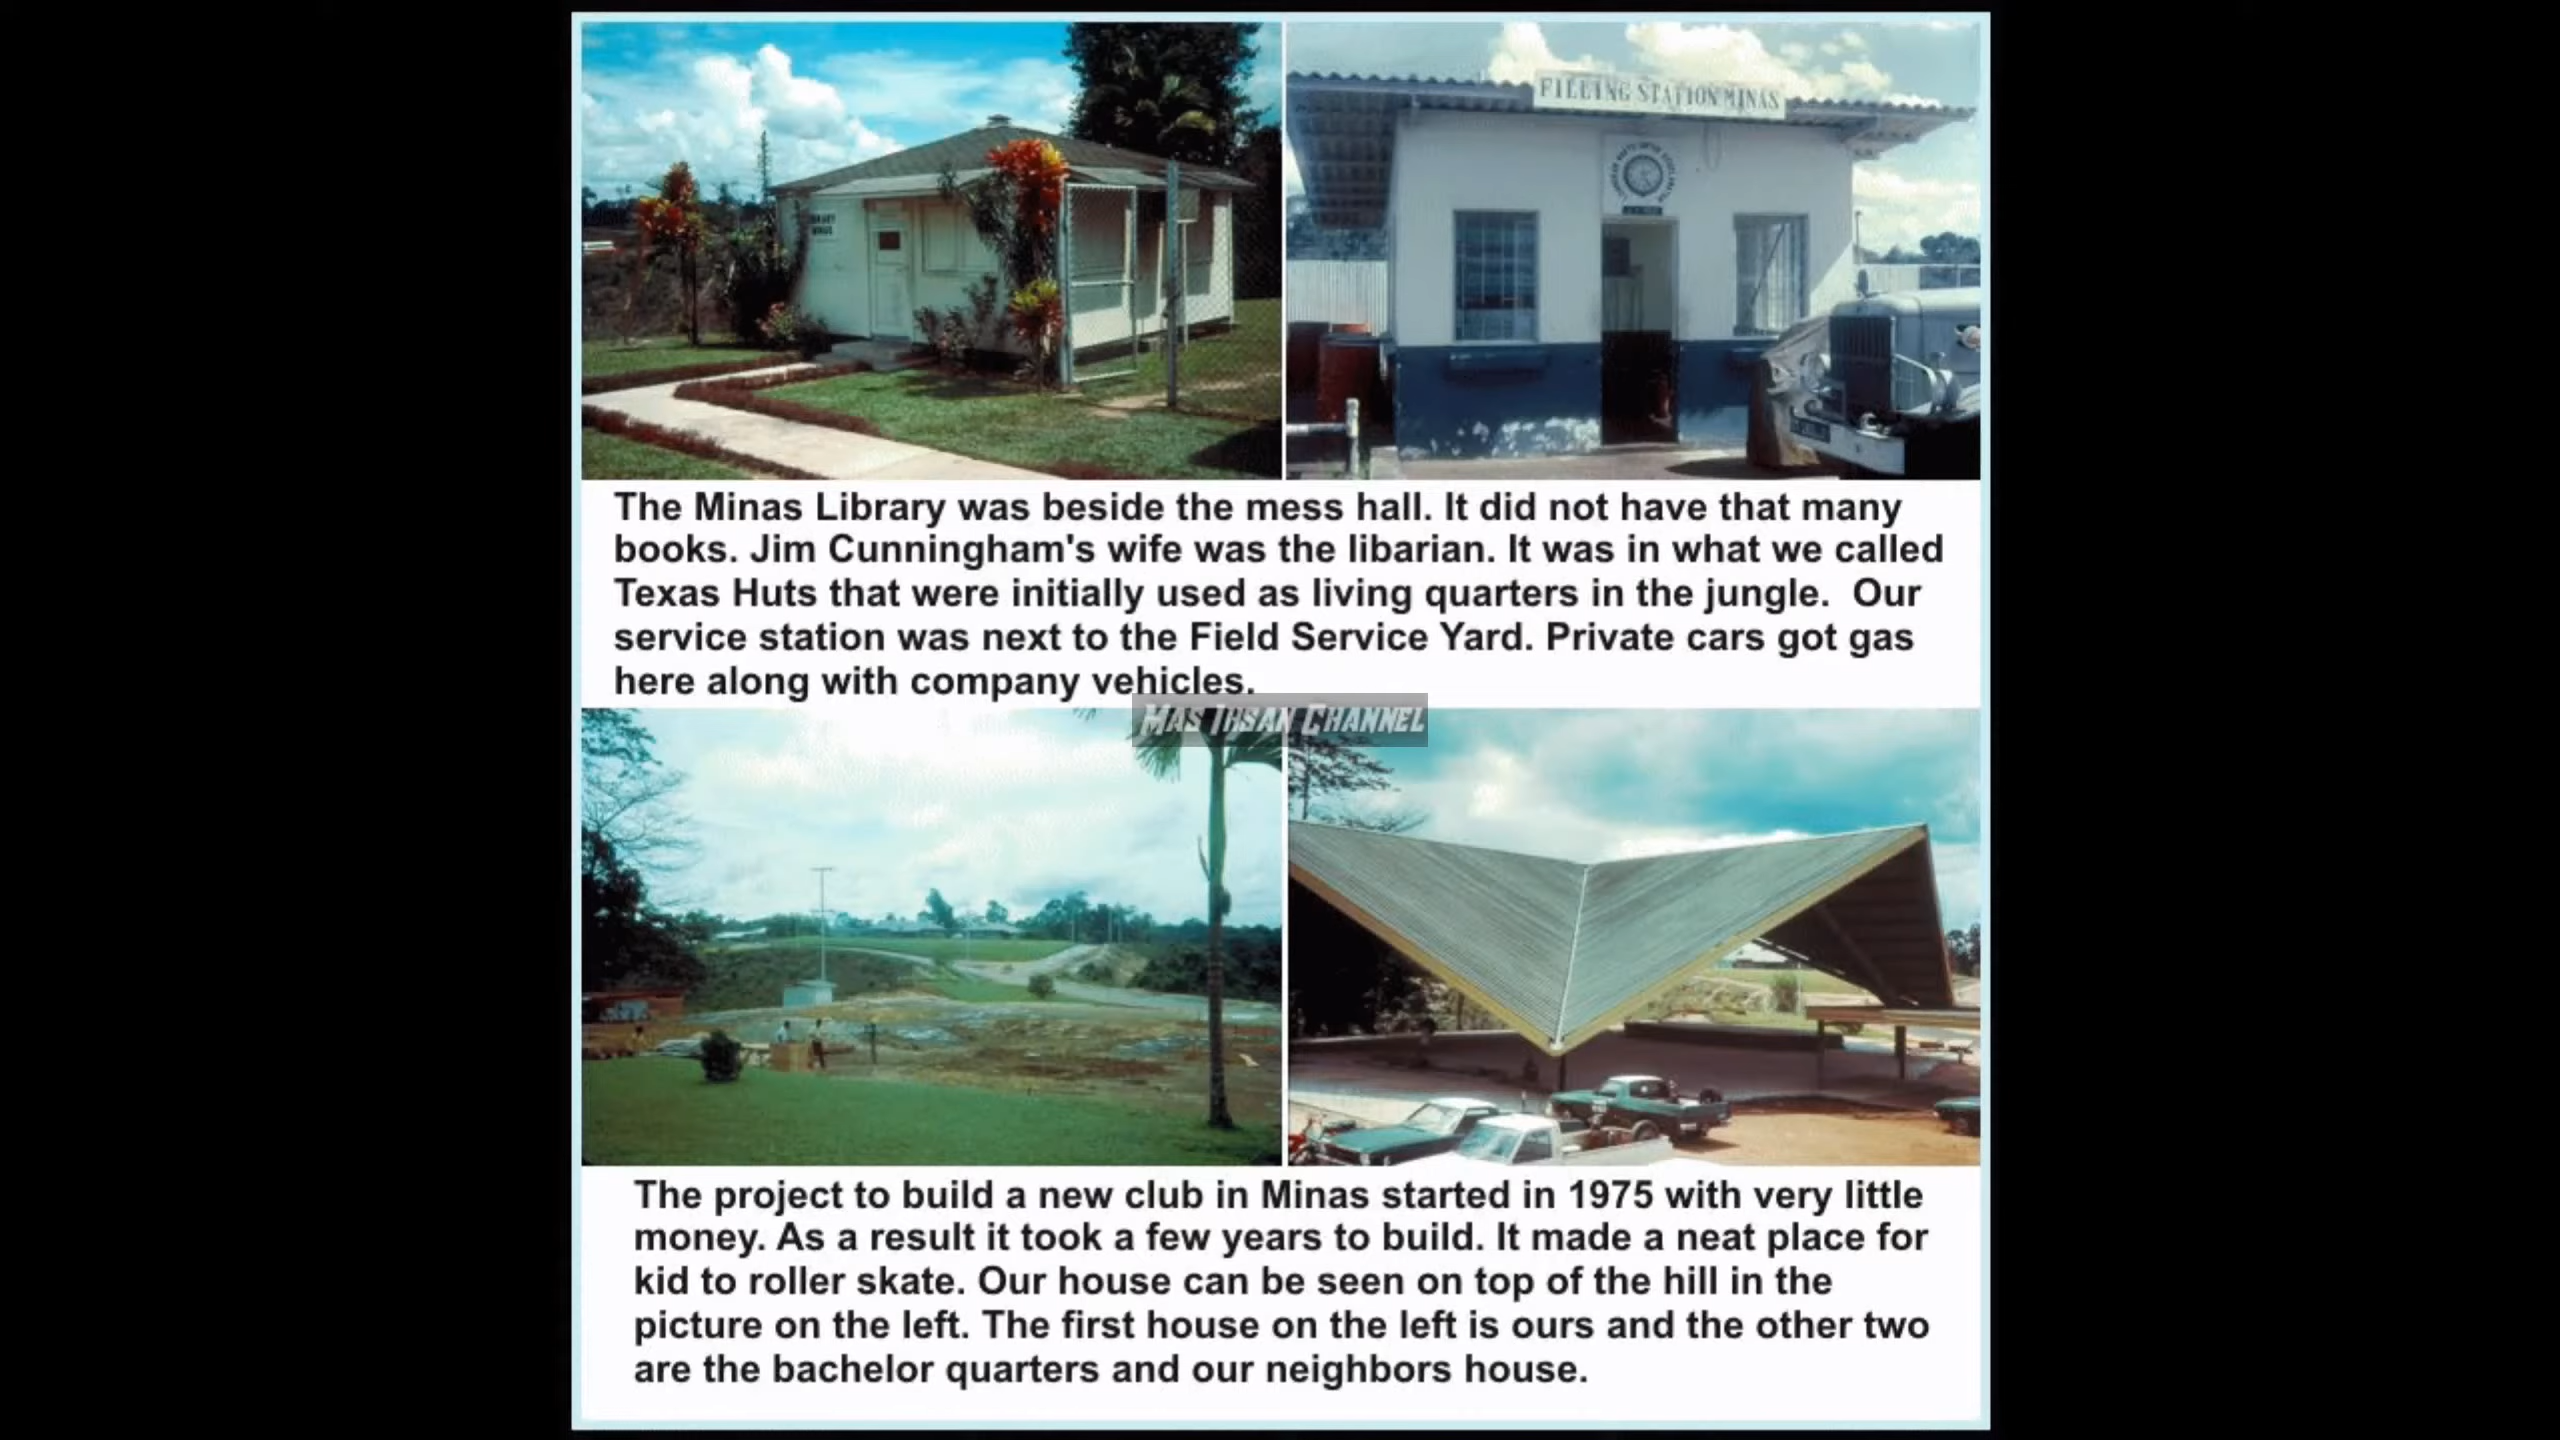 FILLING STATION MINAS
The Minas Library was beside the mess hall. It did not have that many
books. Jim Cunningham's wife was the libarian. It was in what we called
Texas Huts that were initially used as living quarters in the jungle.  Our
service station was next to the Field Service Yard. Private cars got gas
here along with company vehicles.
Mas Ihsan Channel
The project to build a new club in Minas started in 1975 with very little
money. As a result it took a few years to build. It made a neat place for
kid to roller skate. Our house can be seen on top of the hill in the
picture on the left. The first house on the left is ours and the other two
are the bachelor quarters and our neighbors house.